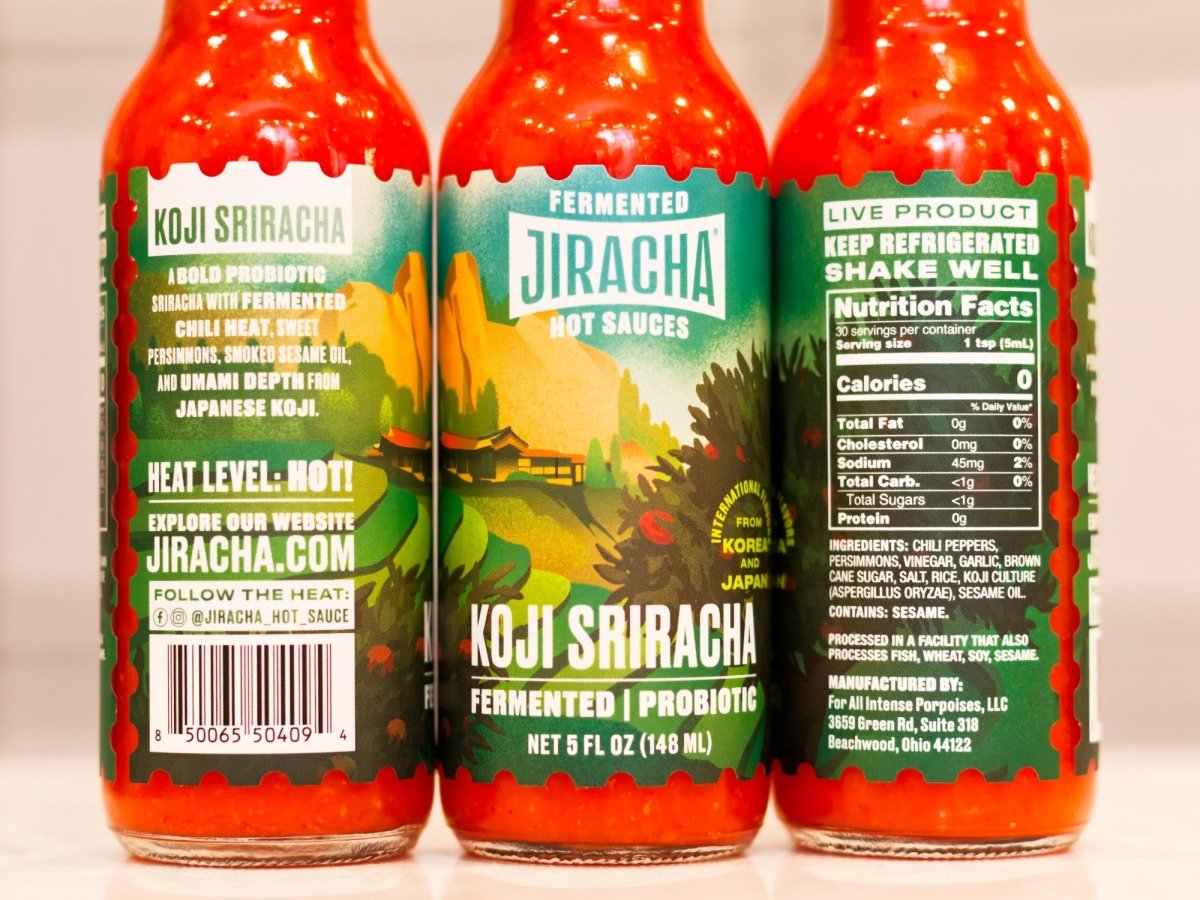 KOJI SRIRACHA
A BOLD PROBIOTIC
SRIRACHA WITH FERMENTED
CHILI HEAT, SWEET
PERSIMMONS, SMOKED SESAME OIL,
AND UMAMI DEPTH FROM
JAPANESE KOJI.
HEAT LEVEL: HOT!
EXPLORE OUR WEBSITE
JIRACHA.COM
FOLLOW THE HEAT:
@JIRACHA_HOT_SAUCE
8 50065 50409 4
FERMENTED
JIRACHA®
HOT SAUCES
INTERNATIONAL
FROM
KOREA
AND
JAPAN
KOJI SRIRACHA
FERMENTED | PROBIOTIC
NET 5 FL OZ (148 ML)
LIVE PRODUCT
KEEP REFRIGERATED
SHAKE WELL
Nutrition Facts
30 servings per container
Serving size 1 tsp (5mL)
Calories 0
% Daily Value*
Total Fat 0g 0%
Cholesterol 0mg 0%
Sodium 45mg 2%
Total Carb. <1g 0%
Total Sugars <1g
Protein 0g
INGREDIENTS: CHILI PEPPERS,
PERSIMMONS, VINEGAR, GARLIC, BROWN
CANE SUGAR, SALT, RICE, KOJI CULTURE
(ASPERGILLUS ORYZAE), SESAME OIL.
CONTAINS: SESAME.
PROCESSED IN A FACILITY THAT ALSO
PROCESSES FISH, WHEAT, SOY, SESAME.
MANUFACTURED BY:
For All Intense Porpoises, LLC
3659 Green Rd, Suite 318
Beachwood, Ohio 44122